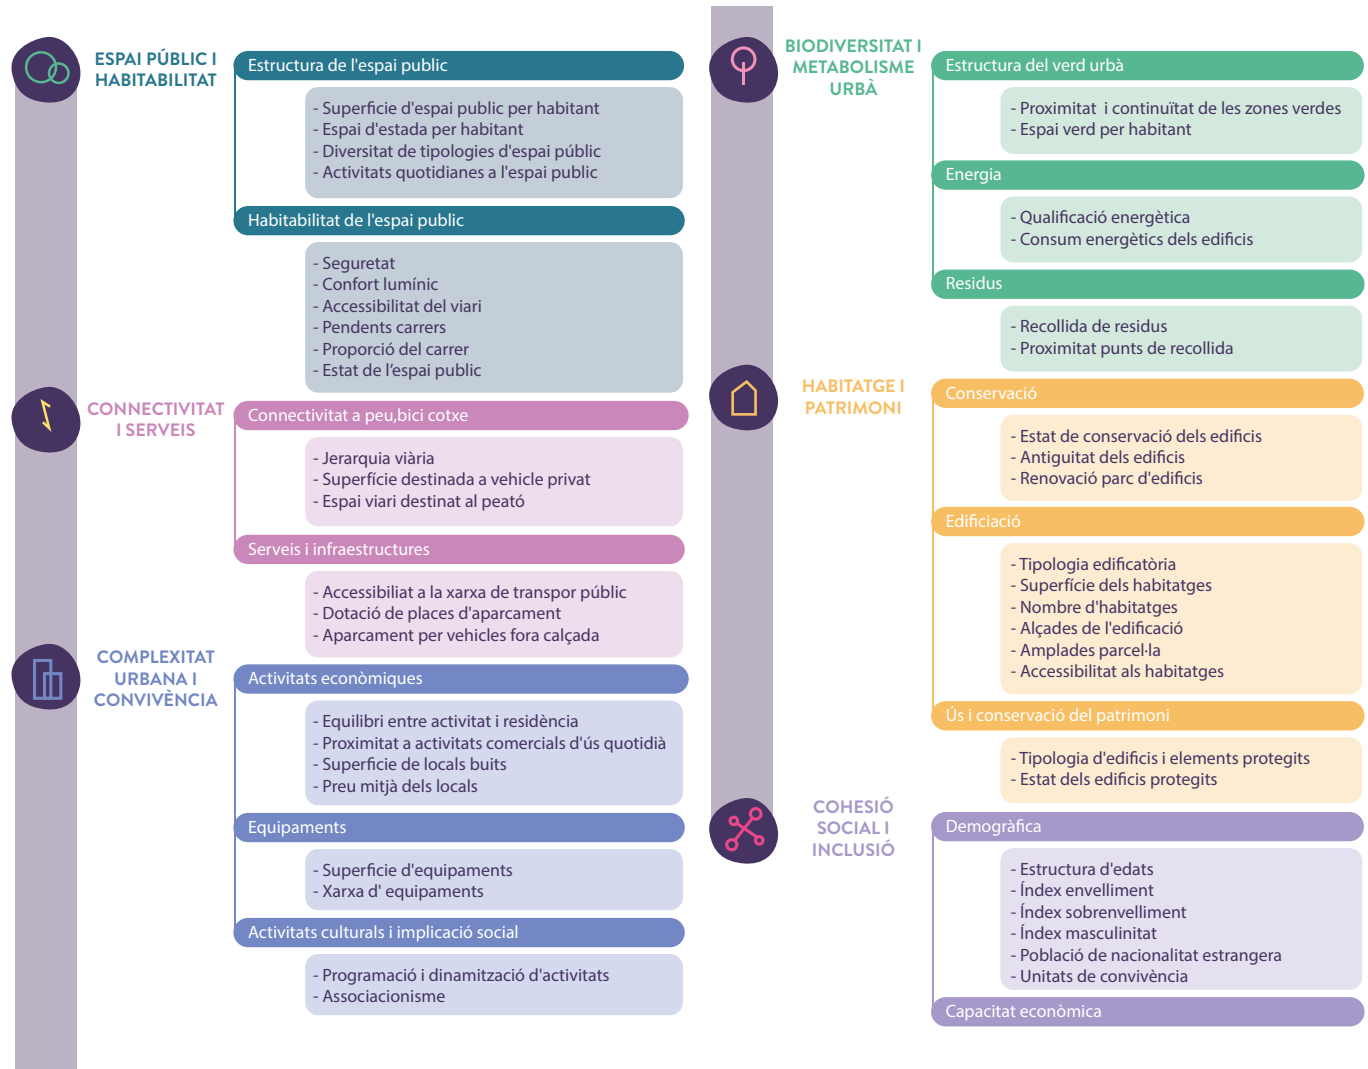 ESPAI PÚBLIC I
HABITABILITAT
Estructura de l'espai public
- Superficie d'espai public per habitant
- Espai d'estada per habitant
- Diversitat de tipologies d'espai públic
- Activitats quotidianes a l'espai public
Habitabilitat de l'espai public
- Seguretat
- Confort lumínic
- Accessibilitat del viari
- Pendents carrers
- Proporció del carrer
- Estat de l’espai public
CONNECTIVITAT
I SERVEIS
Connectivitat a peu,bici cotxe
- Jerarquia viària
- Superfície destinada a vehicle privat
- Espai viari destinat al peató
Serveis i infraestructures
- Accessibiliat a la xarxa de transpor públic
- Dotació de places d'aparcament
- Aparcament per vehicles fora calçada
COMPLEXITAT
URBANA I
CONVIVÈNCIA
Activitats econòmiques
- Equilibri entre activitat i residència
- Proximitat a activitats comercials d'ús quotidià
- Superficie de locals buits
- Preu mitjà dels locals
Equipaments
- Superficie d'equipaments
- Xarxa d' equipaments
Activitats culturals i implicació social
- Programació i dinamització d'activitats
- Associacionisme
BIODIVERSITAT I
METABOLISME
URBÀ
Estructura del verd urbà
- Proximitat  i continuïtat de les zones verdes
- Espai verd per habitant
Energia
- Qualificació energètica
- Consum energètics dels edificis
Residus
- Recollida de residus
- Proximitat punts de recollida
HABITATGE I
PATRIMONI
Conservació
- Estat de conservació dels edificis
- Antiguitat dels edificis
- Renovació parc d'edificis
Edificiació
- Tipologia edificatòria
- Superfície dels habitatges
- Nombre d'habitatges
- Alçades de l'edificació
- Amplades parcel·la
- Accessibilitat als habitatges
Ús i conservació del patrimoni
- Tipologia d'edificis i elements protegits
- Estat dels edificis protegits
COHESIÓ
SOCIAL I
INCLUSIÓ
Demogràfica
- Estructura d'edats
- Índex envelliment
- Índex sobrenvelliment
- Índex masculinitat
- Població de nacionalitat estrangera
- Unitats de convivència
Capacitat econòmica